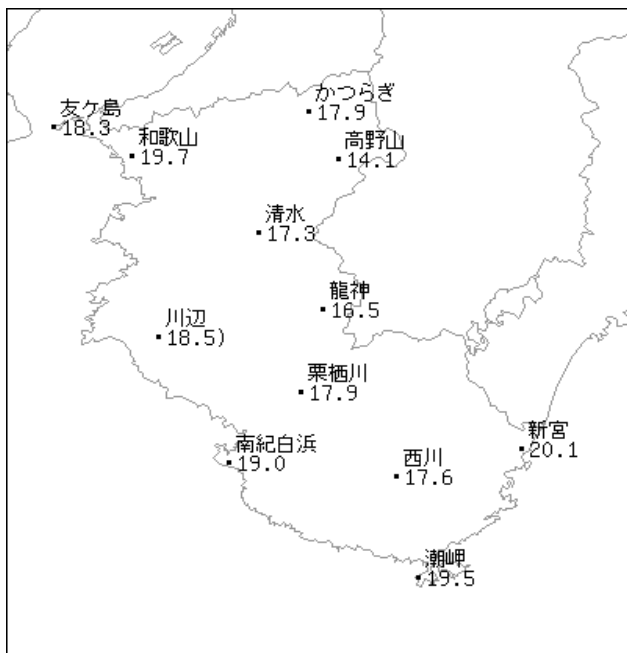 かつらぎ
17.9
友ケ島
18.3
和歌山
19.7
高野山
14.1
清水
17.3
龍神
16.5
川辺
18.5)
栗栖川
17.9
新宮
20.1
南紀白浜
19.0
西川
17.6
潮岬
19.5